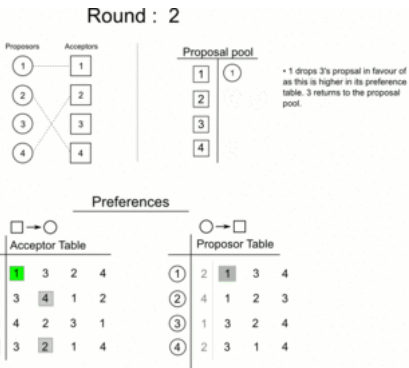 Round : 2
Proposors Acceptors
1 1
2 2
3 3
4 4
Proposal pool
1 1
2
3
4
• 1 drops 3's propsal in favour of
as this is higher in its preference
table. 3 returns to the proposal
pool.
Preferences
□→○
Acceptor Table
1 3 2 4
3 4 1 2
4 2 3 1
3 2 1 4
○→□
Proposor Table
1 2 1 3 4
2 4 1 2 3
3 1 3 2 4
4 2 3 1 4